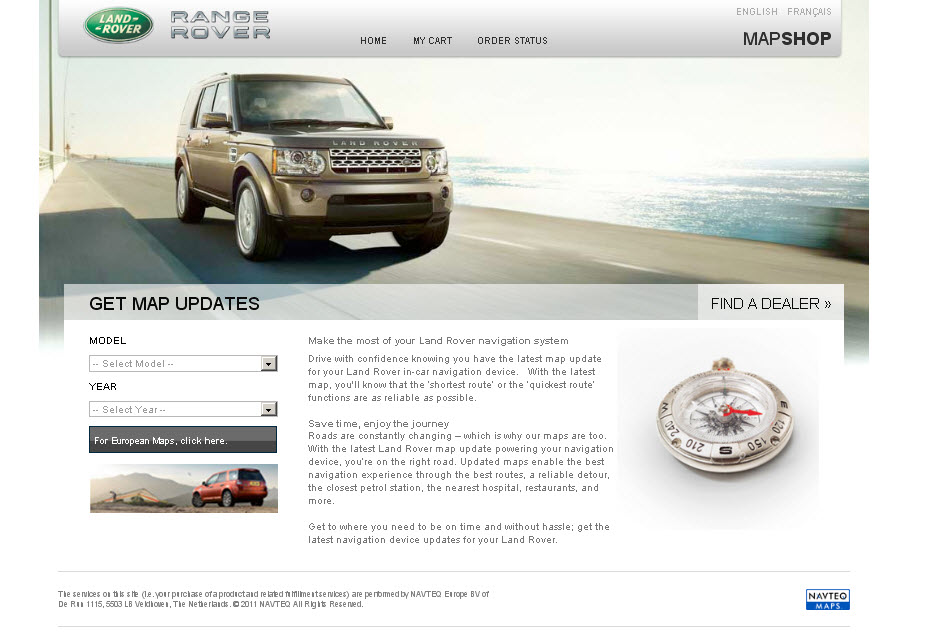 LAND-
-ROVER
RANGE
ROVER
ENGLISH FRANÇAIS
HOME MY CART ORDER STATUS
MAPSHOP
LAND ROVER
GET MAP UPDATES
FIND A DEALER »
MODEL
-- Select Model --
YEAR
-- Select Year --
For European Maps, click here.
Make the most of your Land Rover navigation system
Drive with confidence knowing you have the latest map update
for your Land Rover in-car navigation device. With the latest
map, you'll know that the 'shortest route' or the 'quickest route'
functions are as reliable as possible.
Save time, enjoy the journey
Roads are constantly changing – which is why our maps are too.
With the latest Land Rover map update powering your navigation
device, you're on the right road. Updated maps enable the best
navigation experience through the best routes, a reliable detour,
the closest petrol station, the nearest hospital, restaurants, and
more.
Get to where you need to be on time and without hassle; get the
latest navigation device updates for your Land Rover.
W E
240 210 S 150 120
The services on this site (i.e. your purchase of a product and related fulfillment services) are performed by NAVTEQ Europe BV of
De Run 1115, 5503 LB Veldhoven, The Netherlands. © 2011 NAVTEQ All Rights Reserved.
NAVTEQ
MAPS